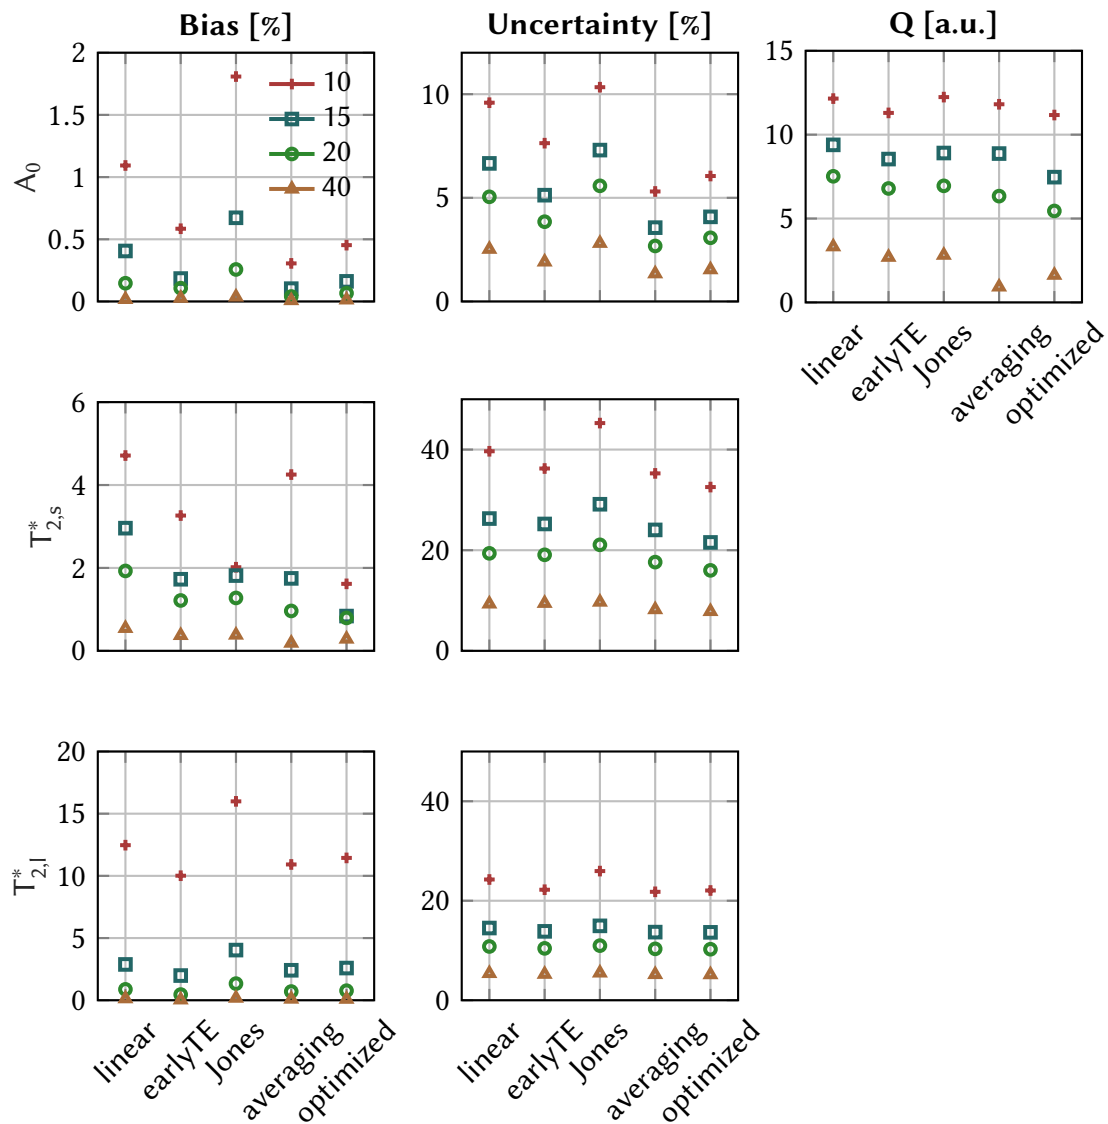 Bias [%]
Uncertainty [%]
Q [a.u.]
A0
2
1.5
1
0.5
0
10
15
20
40
10
5
0
15
10
5
0
linear
earlyTE
Jones
averaging
optimized
T*2,s
6
4
2
0
40
20
0
T*2,l
20
15
10
5
0
40
20
0
linear
earlyTE
Jones
averaging
optimized
linear
earlyTE
Jones
averaging
optimized